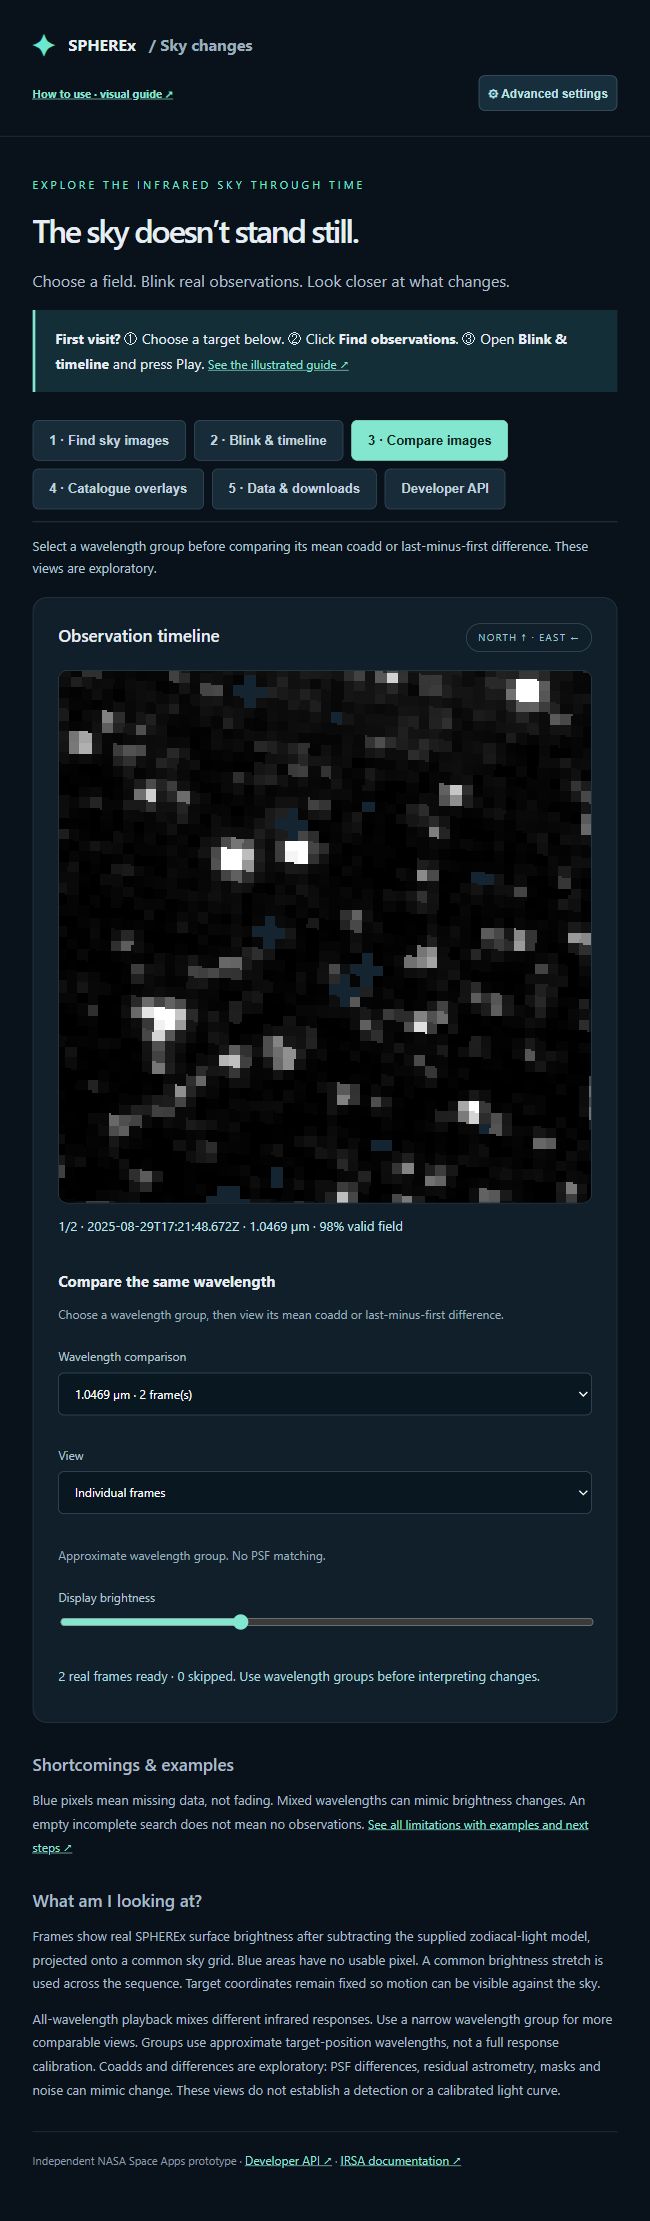 SPHEREx / Sky changes
How to use · visual guide ↗
⚙ Advanced settings
EXPLORE THE INFRARED SKY THROUGH TIME
The sky doesn’t stand still.
Choose a field. Blink real observations. Look closer at what changes.
First visit? ① Choose a target below. ② Click Find observations. ③ Open Blink &
timeline and press Play. See the illustrated guide ↗
1 · Find sky images
2 · Blink & timeline
3 · Compare images
4 · Catalogue overlays
5 · Data & downloads
Developer API
Select a wavelength group before comparing its mean coadd or last-minus-first difference. These
views are exploratory.
Observation timeline
NORTH ↑ · EAST ←
1/2 · 2025-08-29T17:21:48.672Z · 1.0469 µm · 98% valid field
Compare the same wavelength
Choose a wavelength group, then view its mean coadd or last-minus-first difference.
Wavelength comparison
1.0469 µm · 2 frame(s)
View
Individual frames
Approximate wavelength group. No PSF matching.
Display brightness
2 real frames ready · 0 skipped. Use wavelength groups before interpreting changes.
Shortcomings & examples
Blue pixels mean missing data, not fading. Mixed wavelengths can mimic brightness changes. An
empty incomplete search does not mean no observations. See all limitations with examples and next
steps ↗
What am I looking at?
Frames show real SPHEREx surface brightness after subtracting the supplied zodiacal-light model,
projected onto a common sky grid. Blue areas have no usable pixel. A common brightness stretch is
used across the sequence. Target coordinates remain fixed so motion can be visible against the sky.
All-wavelength playback mixes different infrared responses. Use a narrow wavelength group for more
comparable views. Groups use approximate target-position wavelengths, not a full response
calibration. Coadds and differences are exploratory: PSF differences, residual astrometry, masks and
noise can mimic change. These views do not establish a detection or a calibrated light curve.
Independent NASA Space Apps prototype · Developer API ↗ · IRSA documentation ↗